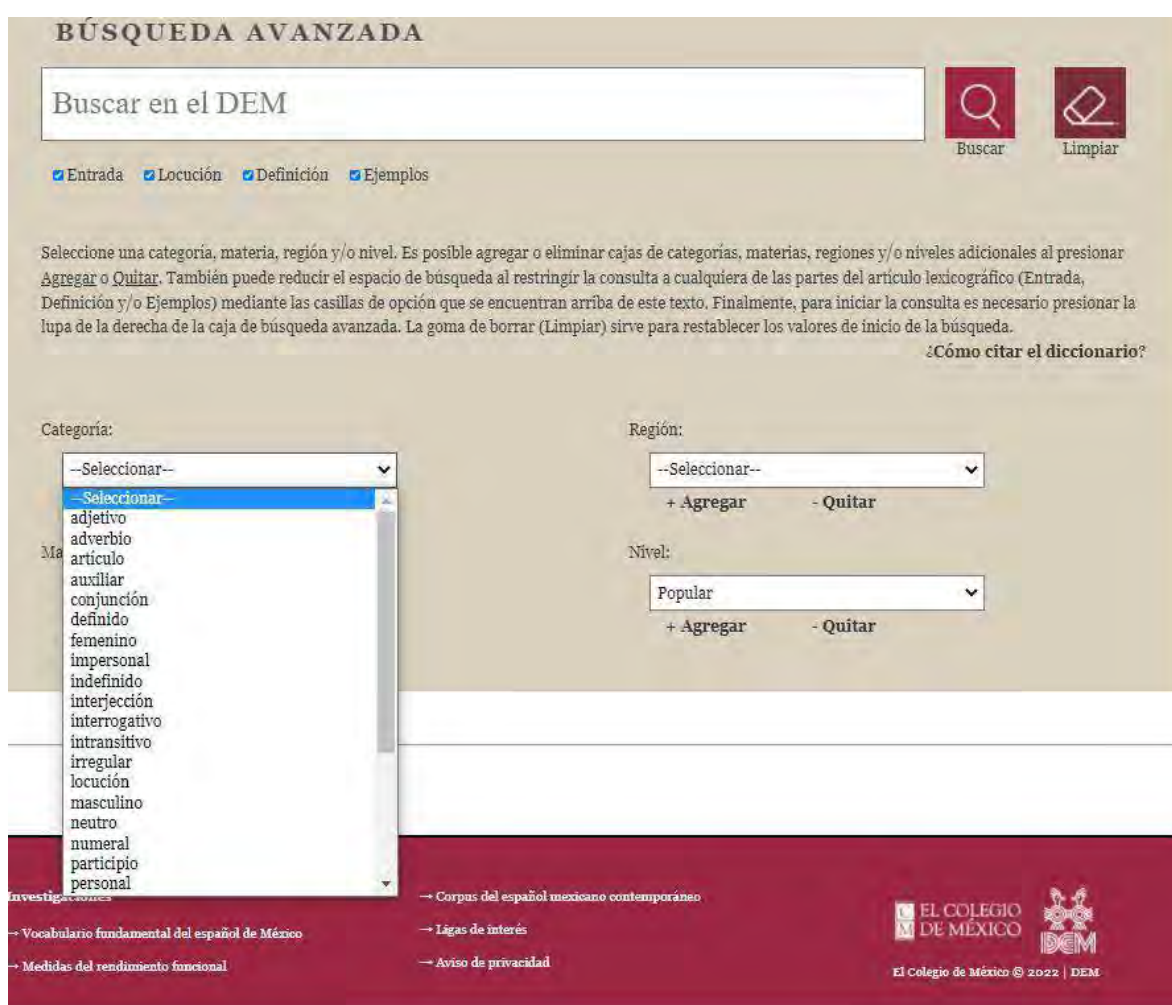 BÚSQUEDA AVANZADA
Buscar en el DEM
Buscar
Limpiar
Entrada Locución Definición Ejemplos
Seleccione una categoría, materia, región y/o nivel. Es posible agregar o eliminar cajas de categorías, materias, regiones y/o niveles adicionales al presionar
Agregar o Quitar. También puede reducir el espacio de búsqueda al restringir la consulta a cualquiera de las partes del artículo lexicográfico (Entrada,
Definición y/o Ejemplos) mediante las casillas de opción que se encuentran arriba de este texto. Finalmente, para iniciar la consulta es necesario presionar la
lupa de la derecha de la caja de búsqueda avanzada. La goma de borrar (Limpiar) sirve para restablecer los valores de inicio de la búsqueda.
¿Cómo citar el diccionario?
Categoría:
--Seleccionar--
--Seleccionar--
adjetivo
adverbio
artículo
auxiliar
conjunción
definido
femenino
impersonal
indefinido
interjección
interrogativo
intransitivo
irregular
locución
masculino
neutro
numeral
participio
personal
Ma
Región:
--Seleccionar--
+ Agregar - Quitar
Nivel:
Popular
+ Agregar - Quitar
Investigaciones
→ Vocabulario fundamental del español de México
→ Medidas del rendimiento funcional
→ Corpus del español mexicano contemporáneo
→ Ligas de interés
→ Aviso de privacidad
CM EL COLEGIO
DE MÉXICO
DEM
El Colegio de México © 2022 | DEM